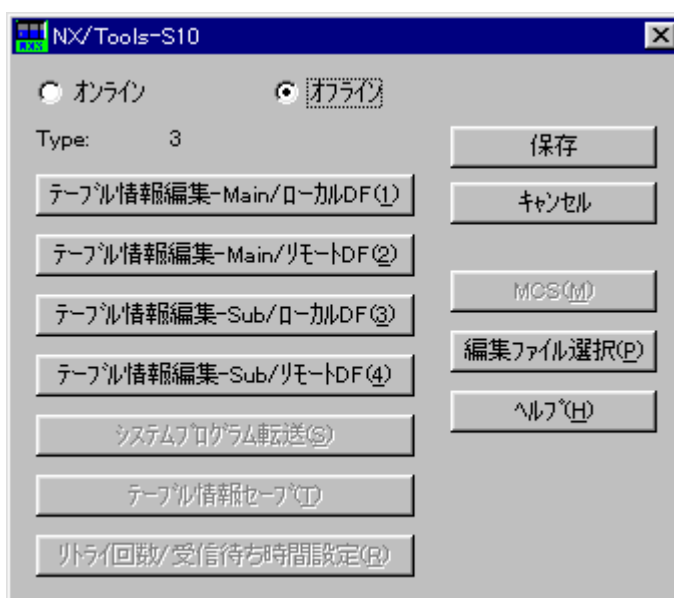 NX/Tools-S10
オンライン オフライン
Type: 3
テーブル情報編集-Main/ローカルDF(1)
テーブル情報編集-Main/リモートDF(2)
テーブル情報編集-Sub/ローカルDF(3)
テーブル情報編集-Sub/リモートDF(4)
システムプログラム転送(S)
テーブル情報セーブ(T)
リトライ回数/受信待ち時間設定(R)
保存
キャンセル
MCS(M)
編集ファイル選択(P)
ヘルプ(H)